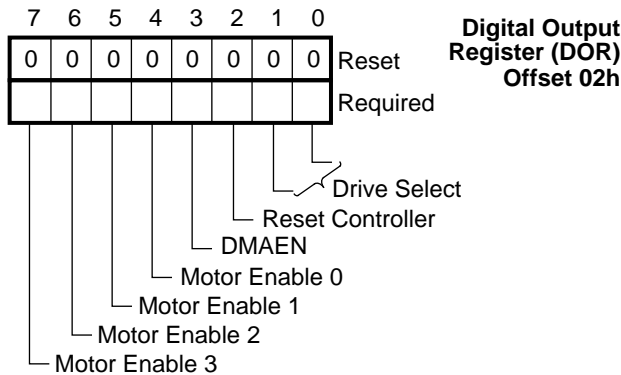 7 6 5 4 3 2 1 0
Digital Output
Register (DOR)
Offset 02h
0 0 0 0 0 0 0 0 Reset
Required
Drive Select
Reset Controller
DMAEN
Motor Enable 0
Motor Enable 1
Motor Enable 2
Motor Enable 3